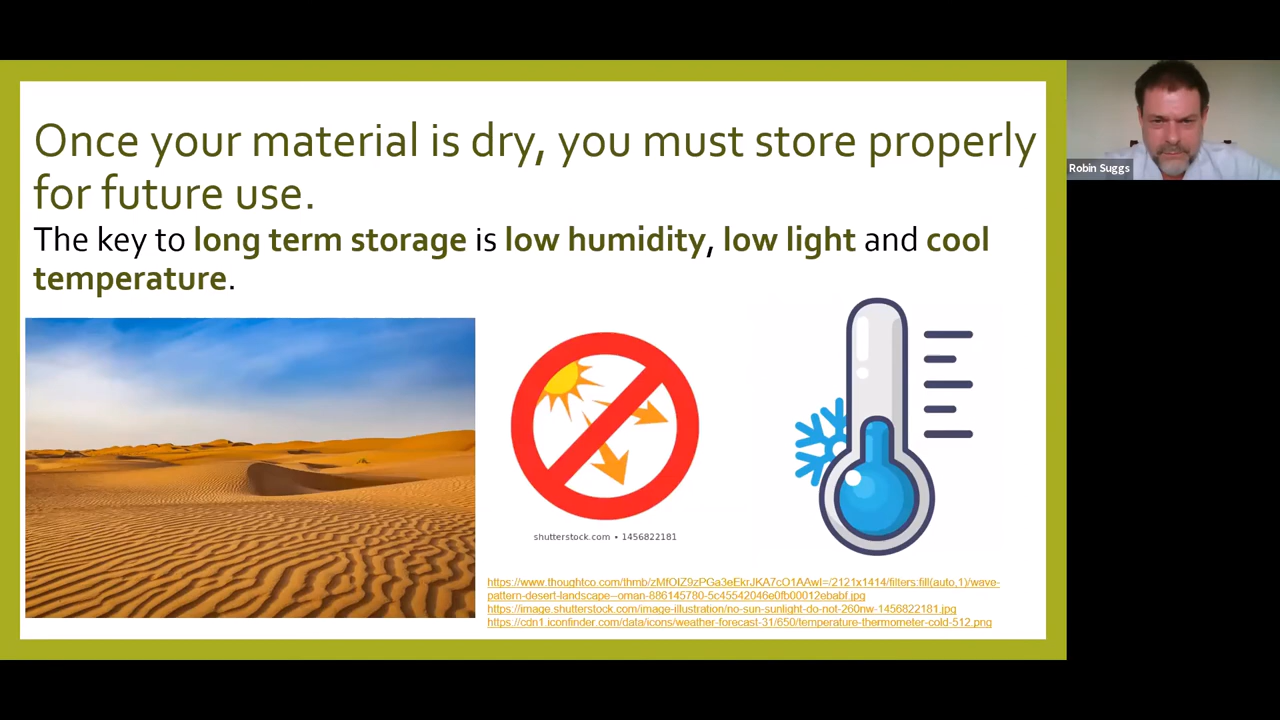 Once your material is dry, you must store properly
for future use.
The key to long term storage is low humidity, low light and cool
temperature.
Robin Suggs
shutterstock.com • 1456822181
https://www.thoughtco.com/thmb/zMfOIZ9zPGa3eEkrJKA7cO1AAwI=/2121x1414/filters:fill(auto,1)/wave-
pattern-desert-landscape--oman-886145780-5c45542046e0fb00012ebabf.jpg
https://image.shutterstock.com/image-illustration/no-sun-sunlight-do-not-260nw-1456822181.jpg
https://cdn1.iconfinder.com/data/icons/weather-forecast-31/650/temperature-thermometer-cold-512.png